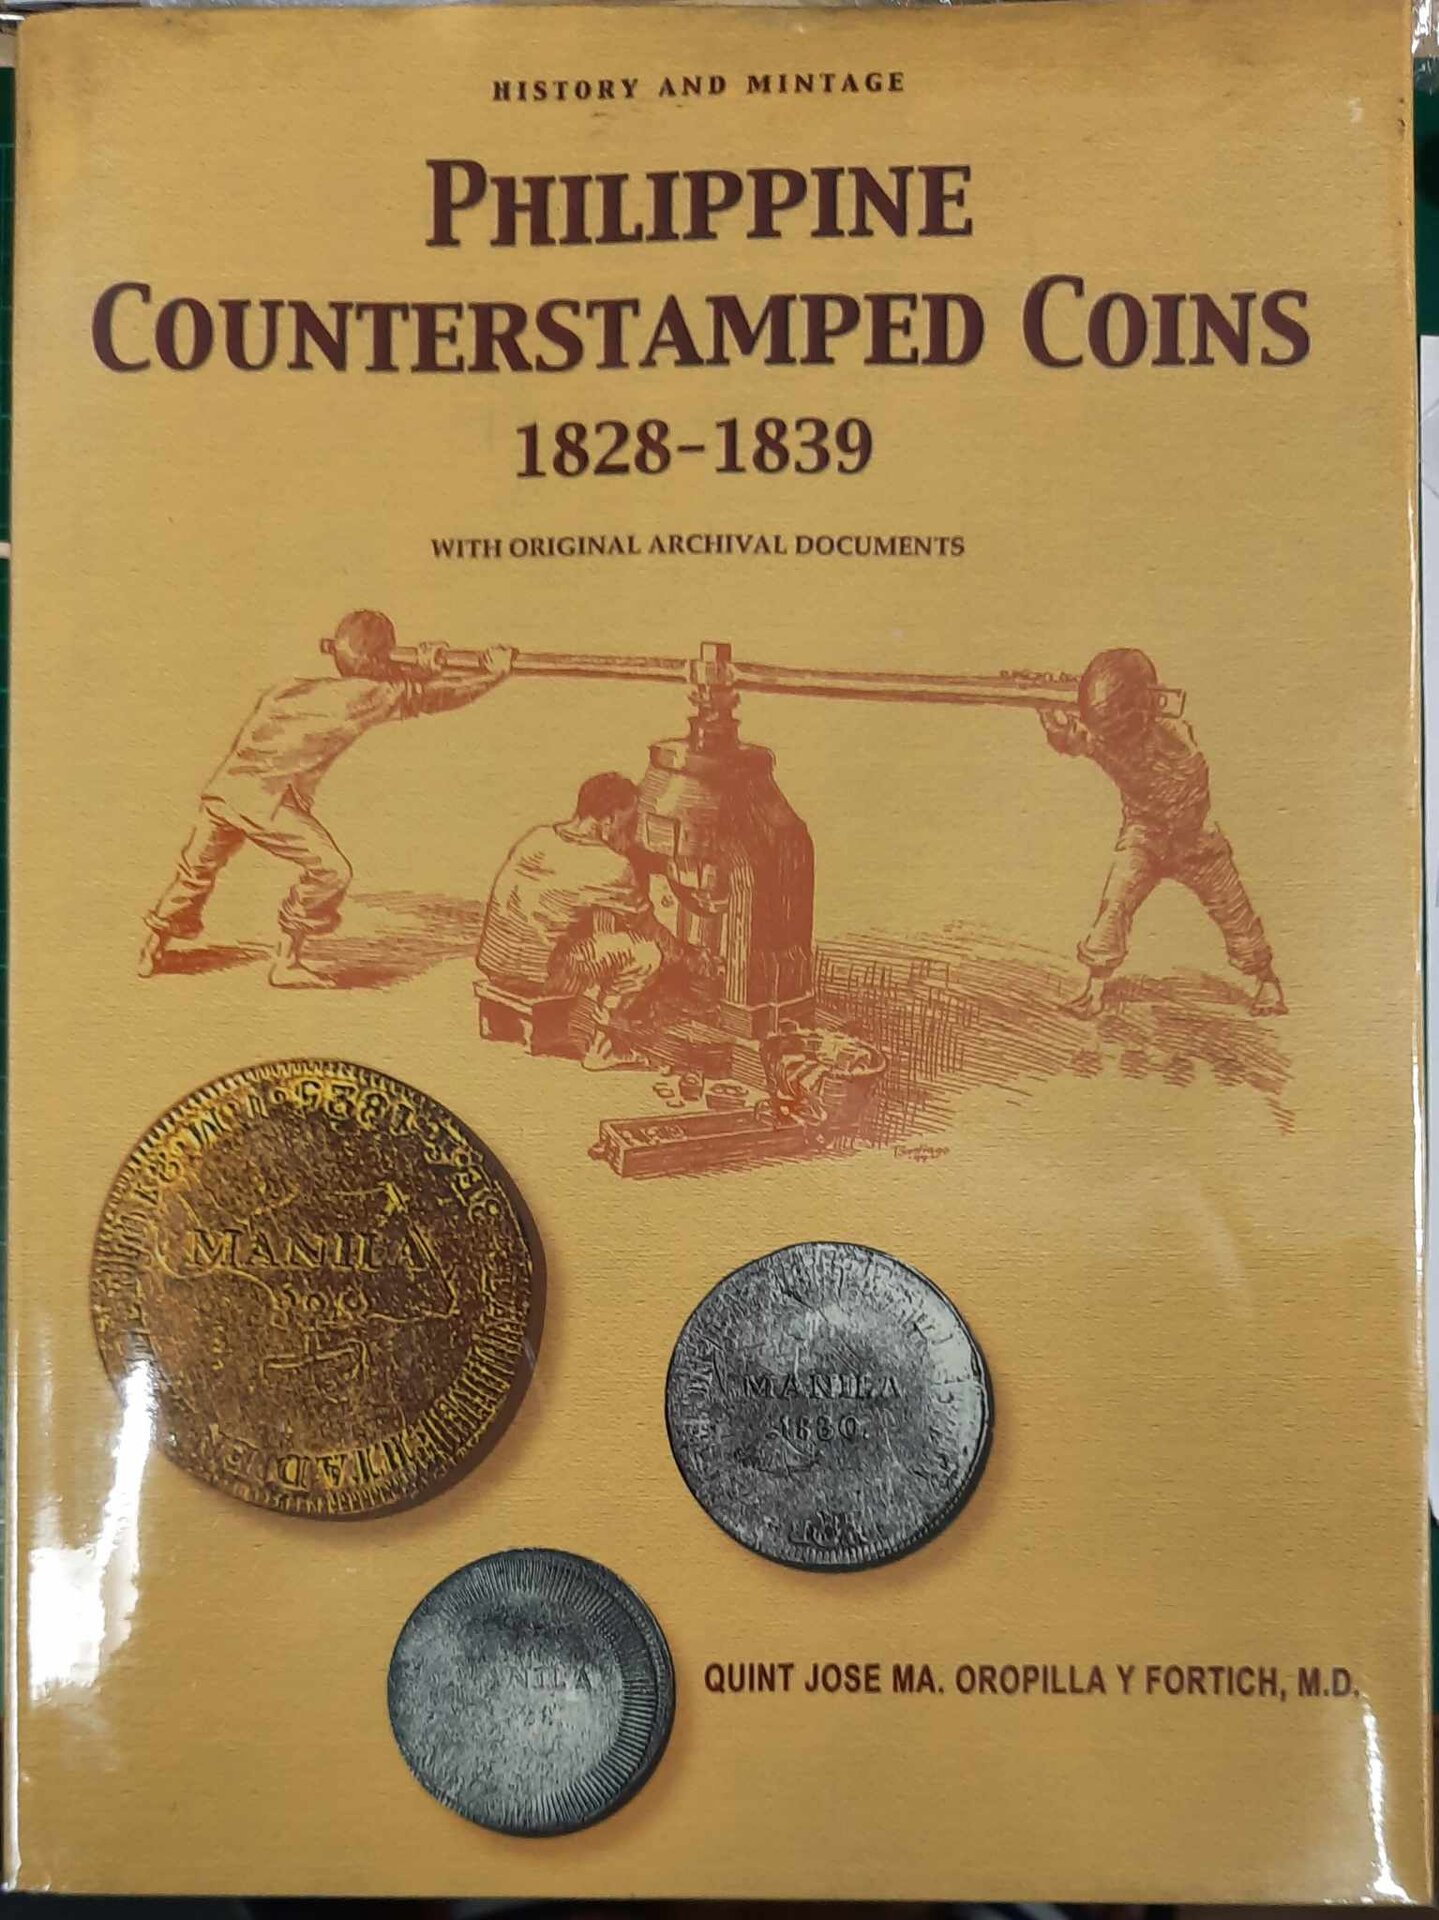 HISTORY AND MINTAGE
PHILIPPINE
COUNTERSTAMPED COINS
1828-1839
WITH ORIGINAL ARCHIVAL DOCUMENTS
1825
MANILA
MANILA
1830.
QUINT JOSE MA. OROPILLA Y FORTICH, M.D.